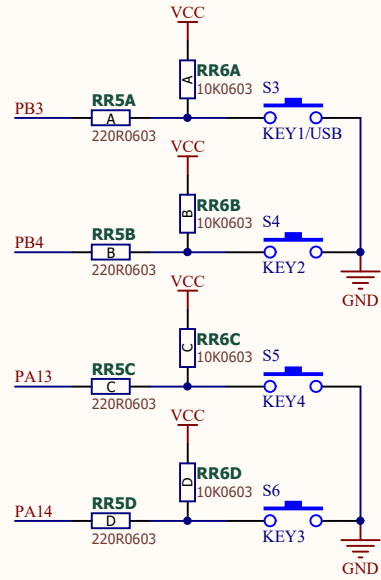 VCC
RR6A
A
10K0603
S3
PB3
RR5A
A
220R0603
KEY1/USB
VCC
RR6B
B
10K0603
S4
PB4
RR5B
B
220R0603
KEY2
GND
VCC
RR6C
C
10K0603
S5
PA13
RR5C
C
220R0603
KEY4
VCC
RR6D
D
10K0603
S6
PA14
RR5D
D
220R0603
KEY3
GND